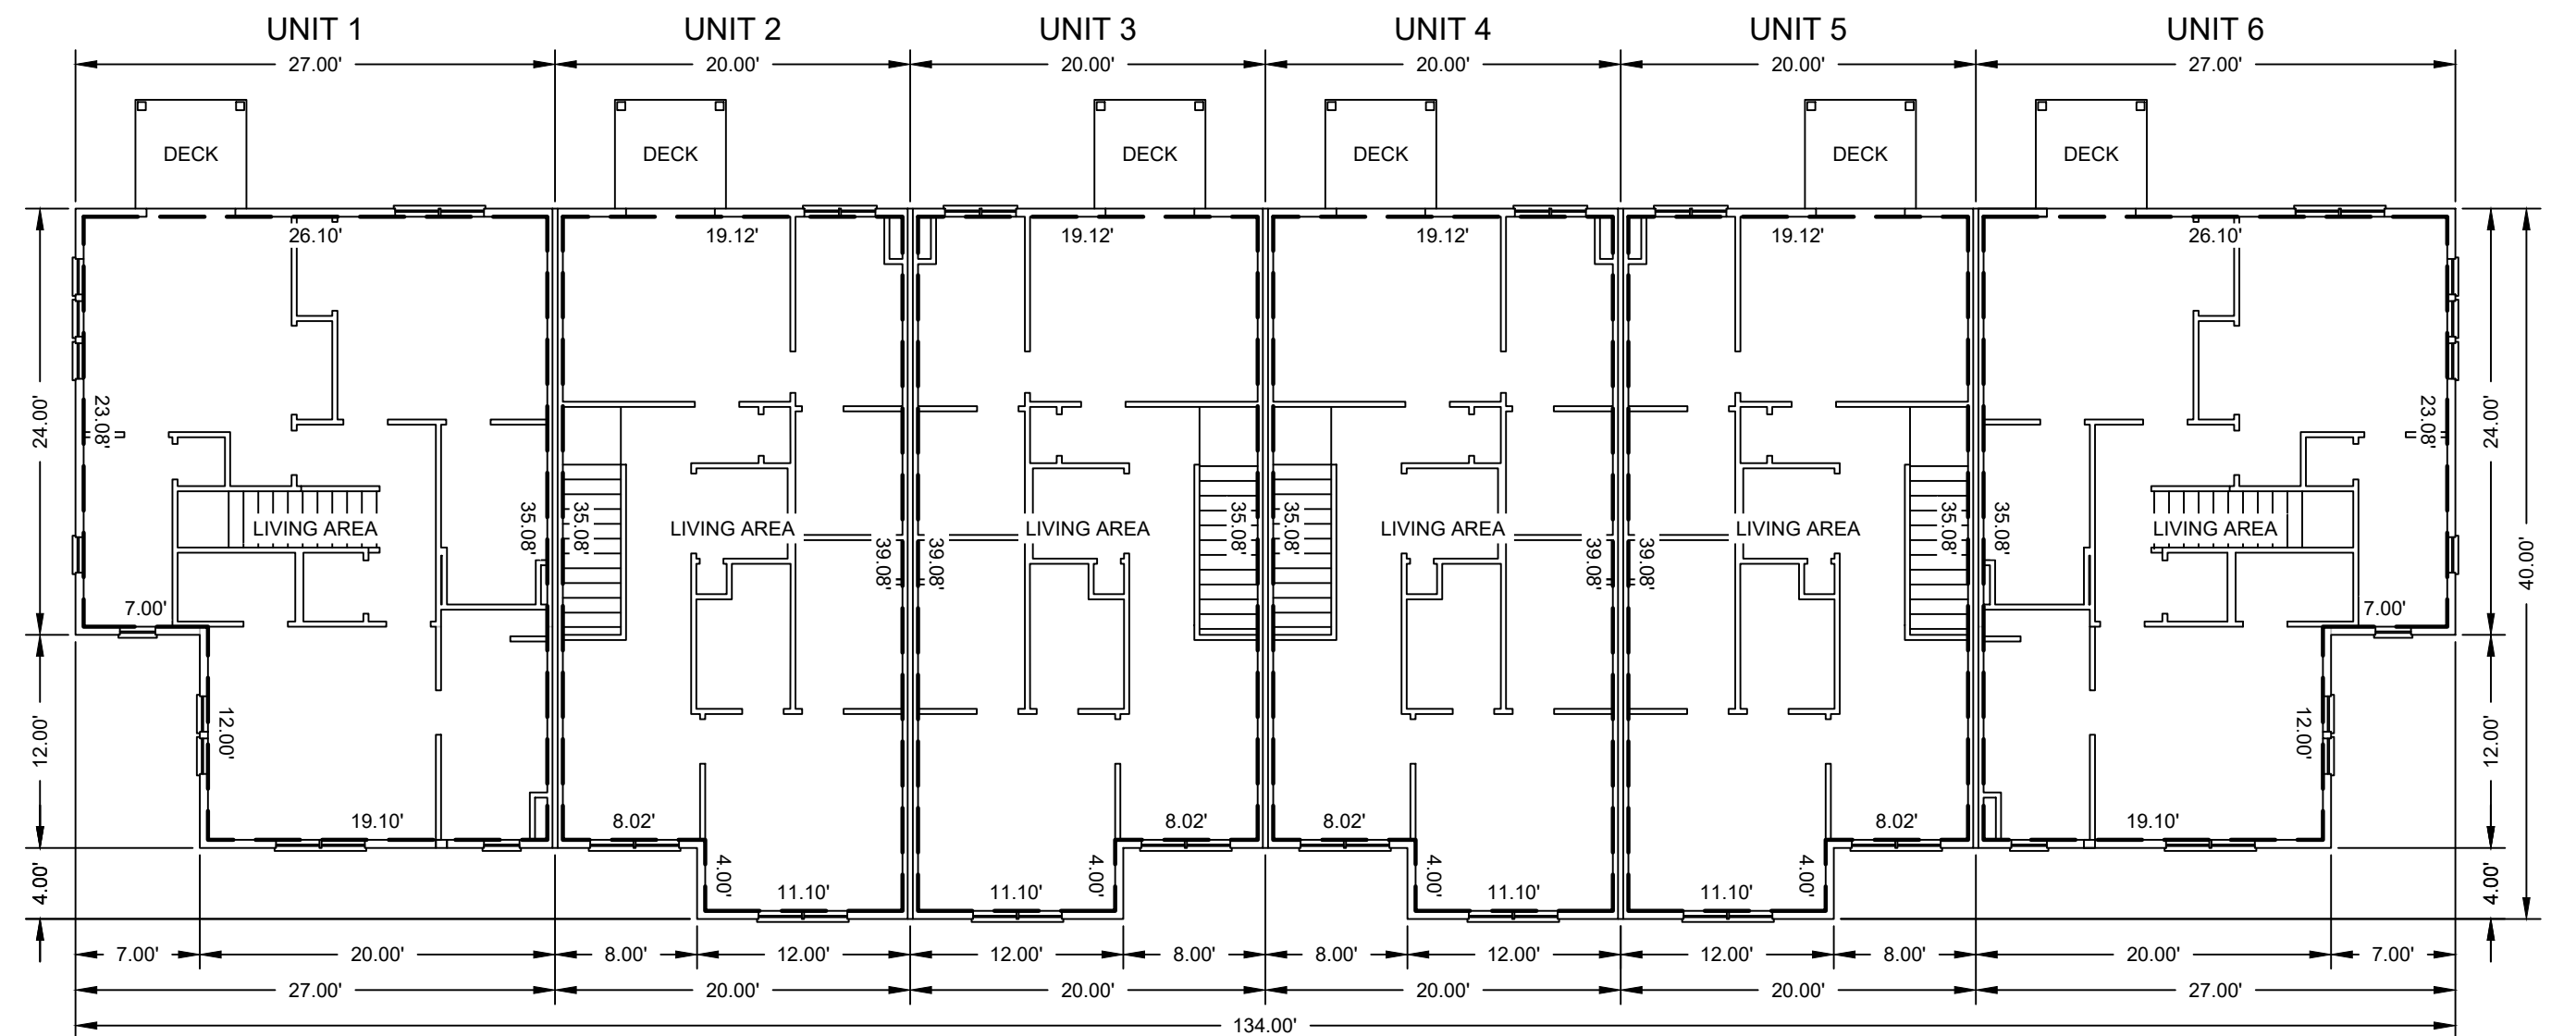 UNIT 1 UNIT 2 UNIT 3 UNIT 4 UNIT 5 UNIT 6
27.00' 20.00' 20.00' 20.00' 20.00' 27.00'
DECK DECK DECK DECK DECK DECK
26.10' 19.12' 19.12' 19.12' 19.12' 26.10'
24.00' 23.08' 23.08' 24.00'
35.08' 35.08' 35.08' 35.08' 35.08' 35.08'
LIVING AREA LIVING AREA LIVING AREA LIVING AREA LIVING AREA LIVING AREA
39.08' 39.08' 39.08' 39.08' 40.00'
7.00' 7.00'
12.00' 12.00' 12.00' 12.00'
19.10' 8.02' 8.02' 8.02' 8.02' 19.10'
4.00' 4.00' 4.00' 4.00' 4.00' 4.00'
11.10' 11.10' 11.10' 11.10'
7.00' 20.00' 8.00' 12.00' 12.00' 8.00' 8.00' 12.00' 12.00' 8.00' 20.00' 7.00'
27.00' 20.00' 20.00' 20.00' 20.00' 27.00'
134.00'